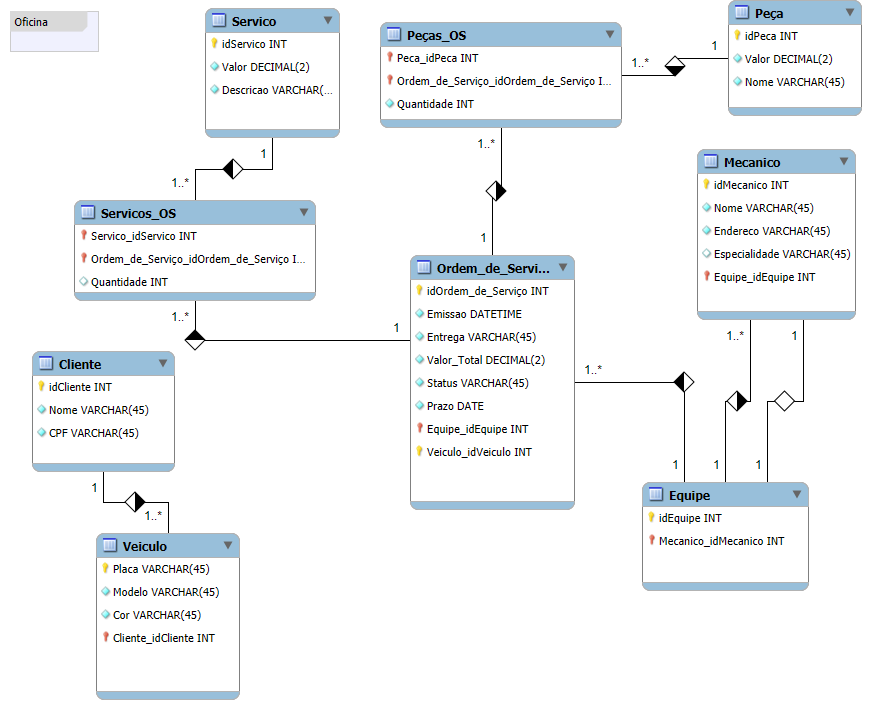 Oficina
Servico
idServico INT
Valor DECIMAL(2)
Descricao VARCHAR(...
Peças_OS
Peca_idPeca INT
Ordem_de_Serviço_idOrdem_de_Serviço I...
Quantidade INT
Peça
idPeca INT
Valor DECIMAL(2)
Nome VARCHAR(45)
1..*
1
1
1..*
1..*
1
Servicos_OS
Servico_idServico INT
Ordem_de_Serviço_idOrdem_de_Serviço I...
Quantidade INT
Mecanico
idMecanico INT
Nome VARCHAR(45)
Endereco VARCHAR(45)
Especialidade VARCHAR(45)
Equipe_idEquipe INT
Ordem_de_Servi...
idOrdem_de_Serviço INT
Emissao DATETIME
Entrega VARCHAR(45)
Valor_Total DECIMAL(2)
Status VARCHAR(45)
Prazo DATE
Equipe_idEquipe INT
Veiculo_idVeiculo INT
1..*
1
1..*
1
1..*
Cliente
idCliente INT
Nome VARCHAR(45)
CPF VARCHAR(45)
1
1..*
1
1
1
Equipe
idEquipe INT
Mecanico_idMecanico INT
Veiculo
Placa VARCHAR(45)
Modelo VARCHAR(45)
Cor VARCHAR(45)
Cliente_idCliente INT